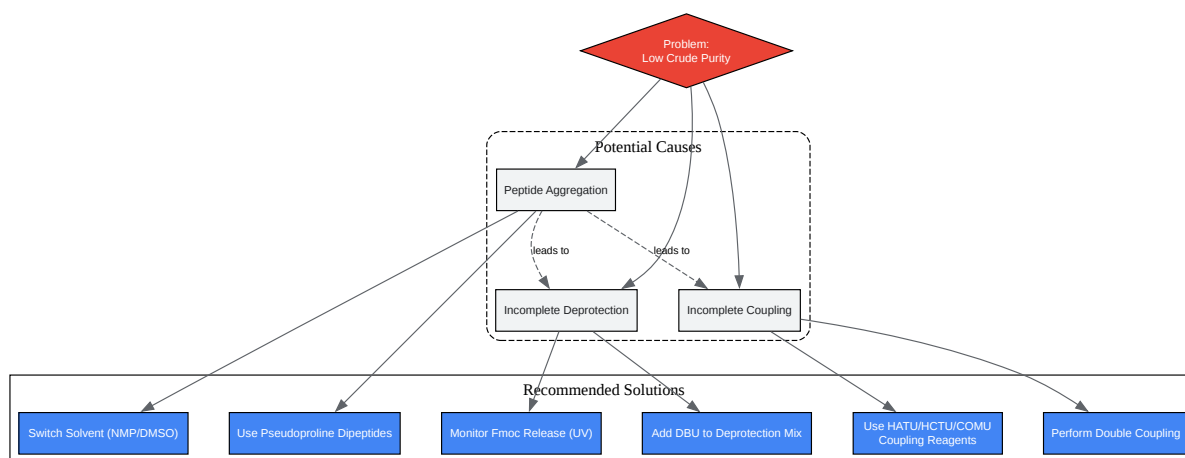 Problem:
Low Crude Purity
Potential Causes
Peptide Aggregation
leads to
leads to
Incomplete Deprotection
Incomplete Coupling
Recommended Solutions
Switch Solvent (NMP/DMSO)
Use Pseudoproline Dipeptides
Monitor Fmoc Release (UV)
Add DBU to Deprotection Mix
Use HATU/HCTU/COMU
Coupling Reagents
Perform Double Coupling